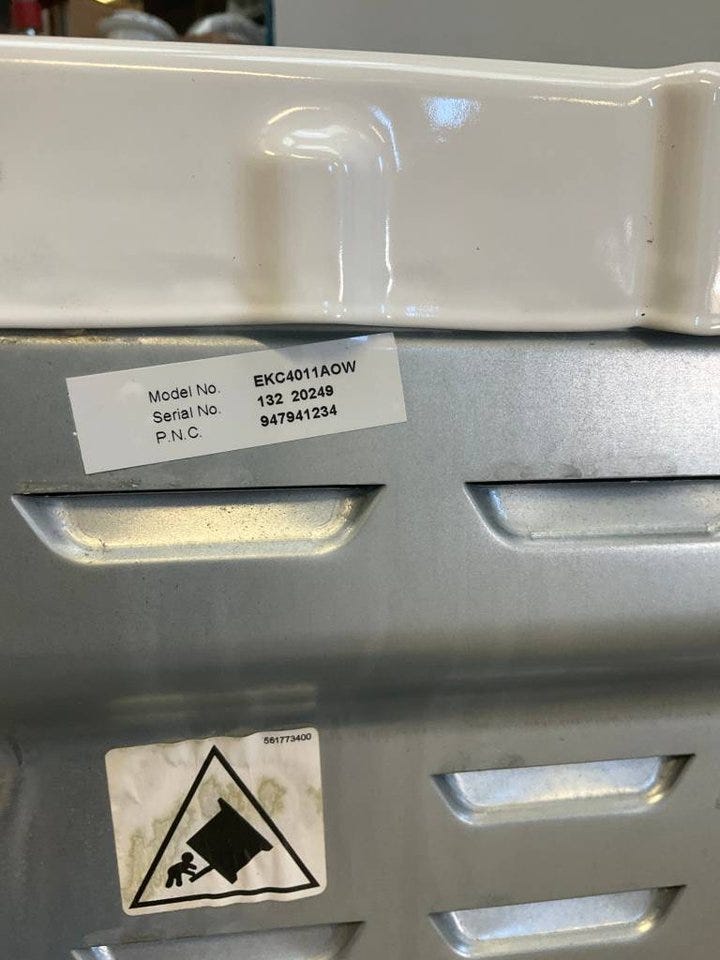 Model No. EKC4011AOW
Serial No. 132 20249
P.N.C. 947941234
561773400